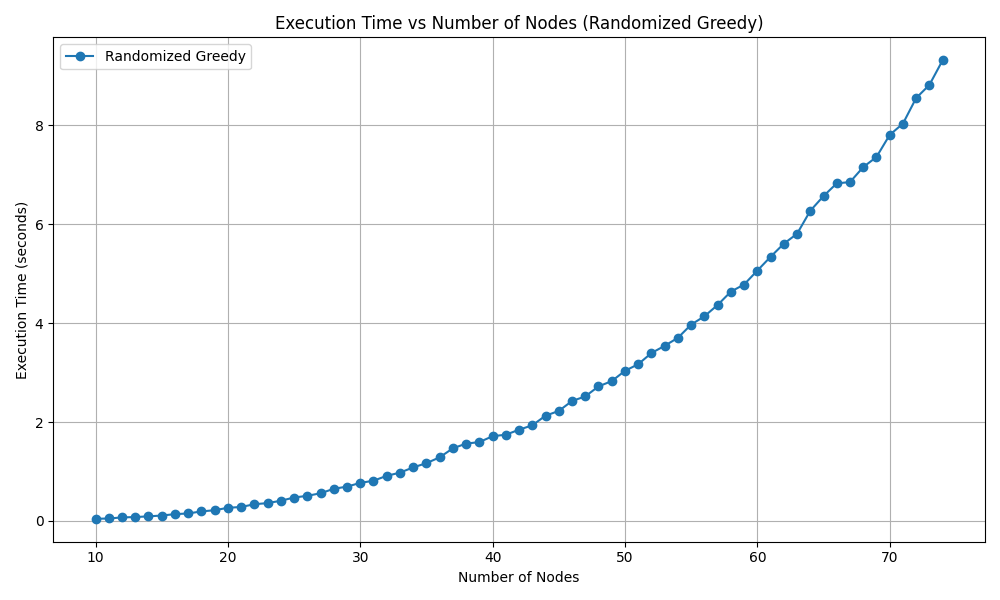 Execution Time vs Number of Nodes (Randomized Greedy)
Randomized Greedy
Execution Time (seconds)
8
6
4
2
0
10 20 30 40 50 60 70
Number of Nodes